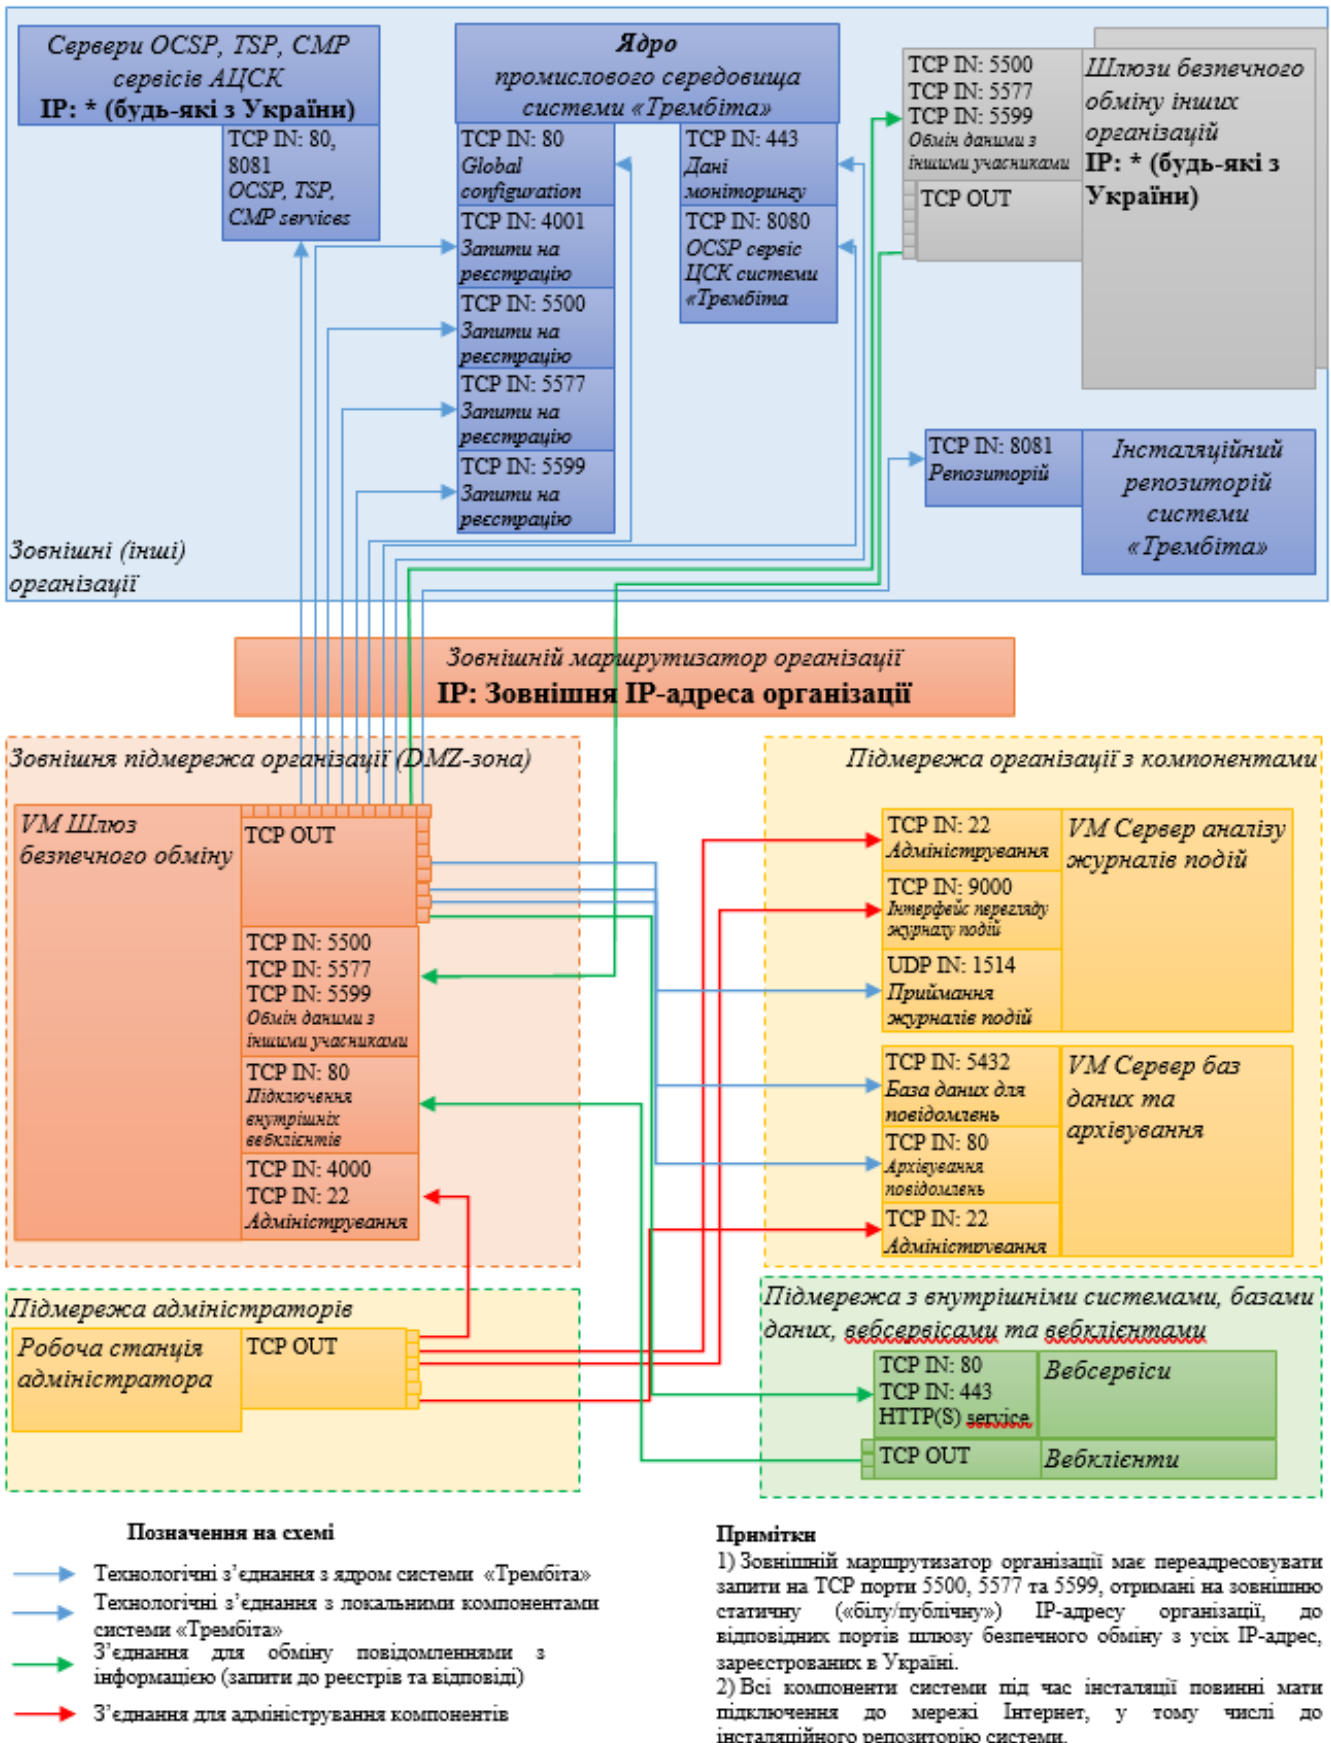 Сервери OCSP, TSP, CMP
сервісів АЦСК
IP: * (будь-які з України)
TCP IN: 80,
8081
OCSP, TSP,
CMP services
Ядро
промислового середовища
системи «Трембіта»
TCP IN: 80
Global
configuration
TCP IN: 4001
Запити на
реєстрацію
TCP IN: 5500
Запити на
реєстрацію
TCP IN: 5577
Запити на
реєстрацію
TCP IN: 5599
Запити на
реєстрацію
TCP IN: 443
Дані
моніторингу
TCP IN: 8080
OCSP сервіс
ЦСК системи
«Трембіта
TCP IN: 5500
TCP IN: 5577
TCP IN: 5599
Обмін даними з
іншими учасниками
TCP OUT
Шлюзи безпечного
обміну інших
організацій
IP: * (будь-які з
України)
TCP IN: 8081
Репозиторій
Інсталяційний
репозиторій
системи
«Трембіта»
Зовнішні (інші)
організації
Зовнішній маршрутизатор організації
IP: Зовнішня IP-адреса організації
Зовнішня підмережа організації (DMZ-зона)
VM Шлюз
безпечного обміну
TCP OUT
TCP IN: 5500
TCP IN: 5577
TCP IN: 5599
Обмін даними з
іншими учасниками
TCP IN: 80
Підключення
внутрішніх
вебклієнтів
TCP IN: 4000
TCP IN: 22
Адміністрування
Підмережа організації з компонентами
TCP IN: 22
Адміністрування
TCP IN: 9000
Інтерфейс перегляду
журналу подій
UDP IN: 1514
Приймання
журналів подій
VM Сервер аналізу
журналів подій
TCP IN: 5432
База даних для
повідомлень
TCP IN: 80
Архівування
повідомлень
TCP IN: 22
Адміністрування
VM Сервер баз
даних та
архівування
Підмережа адміністраторів
Робоча станція
адміністратора
TCP OUT
Підмережа з внутрішніми системами, базами
даних, вебсервісами та вебклієнтами
TCP IN: 80
TCP IN: 443
HTTP(S) service
Вебсервіси
TCP OUT
Вебклієнти
Позначення на схемі
Технологічні з’єднання з ядром системи «Трембіта»
Технологічні з’єднання з локальними компонентами
системи «Трембіта»
З’єднання для обміну повідомленнями з
інформацією (запити до реєстрів та відповіді)
З’єднання для адміністрування компонентів
Примітки
1) Зовнішній маршрутизатор організації має переадресовувати
запити на TCP порти 5500, 5577 та 5599, отримані на зовнішню
статичну («білу/публічну») IP-адресу організації, до
відповідних портів шлюзу безпечного обміну з усіх IP-адрес,
зареєстрованих в Україні.
2) Всі компоненти системи під час інсталяції повинні мати
підключення до мережі Інтернет, у тому числі до
інсталяційного репозиторію системи.